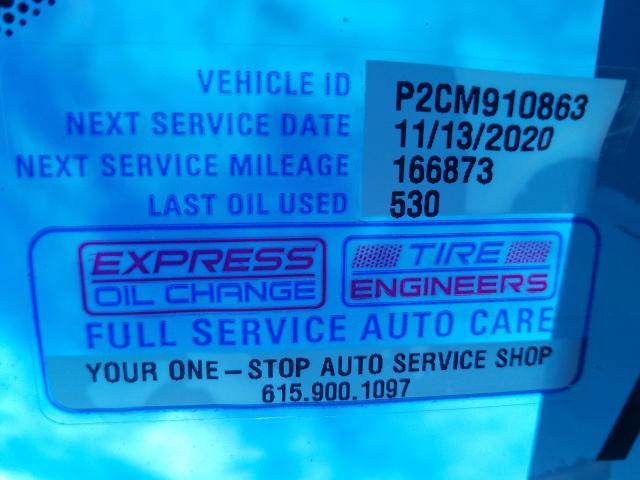 VEHICLE iD P2CM910863
NEXT SERVICE DATE 11/13/2020
NEXT SERVICE MILEAGE 166873
LAST OIL USED 530
EXPRESS OIL CHANGE
TIRE ENGINEERS
FULL SERVICE AUTO CARE
YOUR ONE-STOP AUTO SERVICE SHOP
615.900.1097